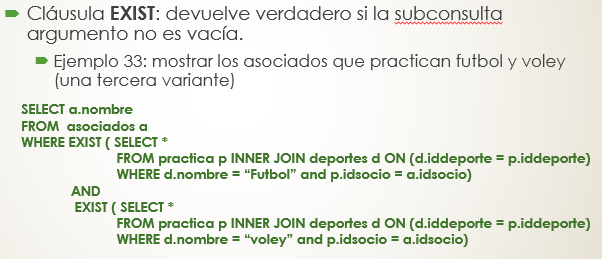 Cláusula EXIST: devuelve verdadero si la subconsulta
argumento no es vacía.
Ejemplo 33: mostrar los asociados que practican futbol y voley
(una tercera variante)
SELECT a.nombre
FROM asociados a
WHERE EXIST ( SELECT *
FROM practica p INNER JOIN deportes d ON (d.iddeporte = p.iddeporte)
WHERE d.nombre = “Futbol” and p.idsocio = a.idsocio)
AND
EXIST ( SELECT *
FROM practica p INNER JOIN deportes d ON (d.iddeporte = p.iddeporte)
WHERE d.nombre = “voley” and p.idsocio = a.idsocio)